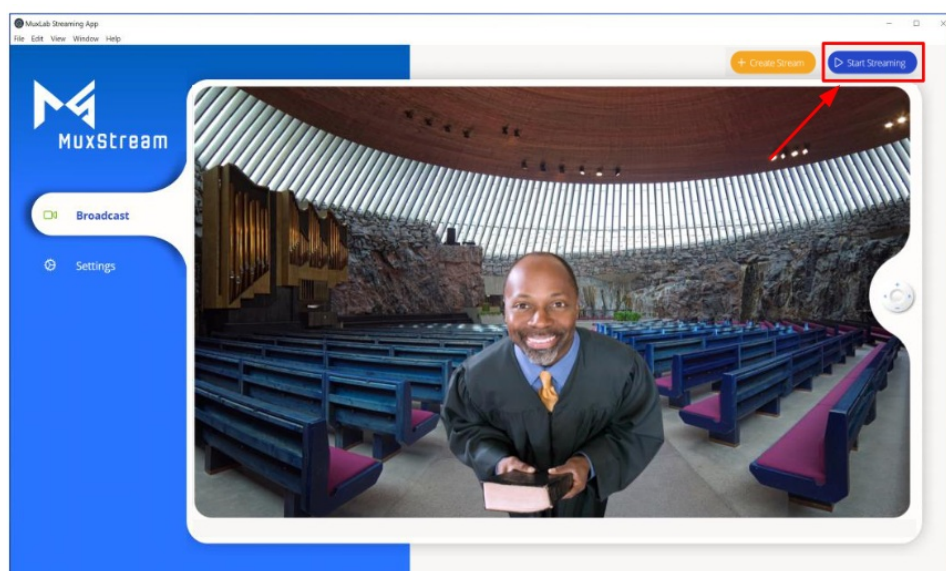 MuxLab Streaming App
File Edit View Window Help
+ Create Stream
Start Streaming
MuxStream
Broadcast
Settings